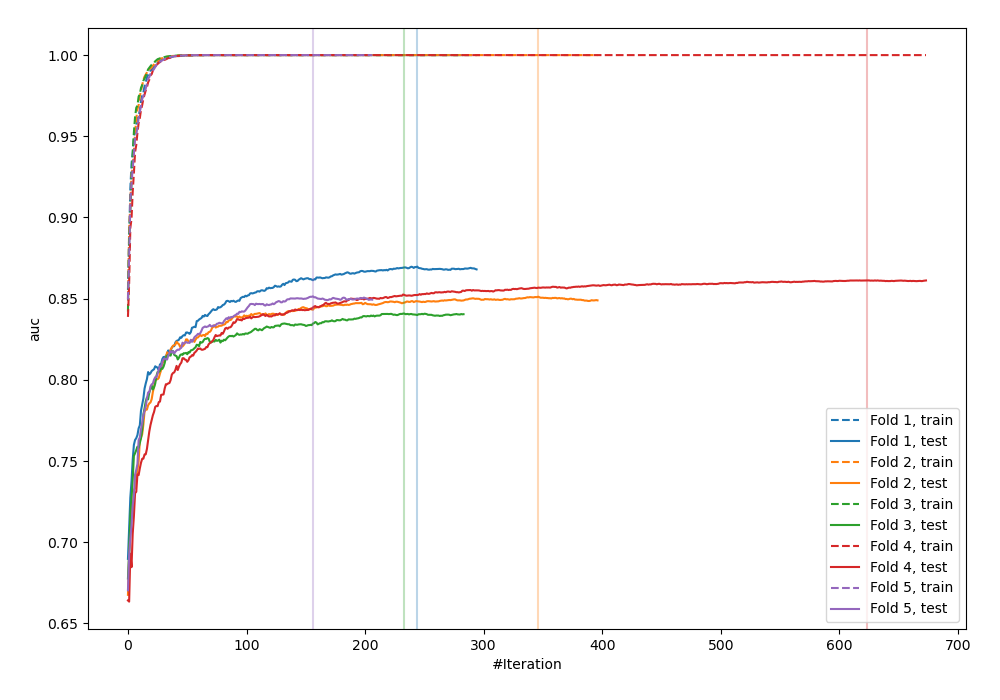 1.00
0.95
0.90
0.85
0.80
0.75
0.70
0.65
auc
0 100 200 300 400 500 600 700
#Iteration
Fold 1, train
Fold 1, test
Fold 2, train
Fold 2, test
Fold 3, train
Fold 3, test
Fold 4, train
Fold 4, test
Fold 5, train
Fold 5, test